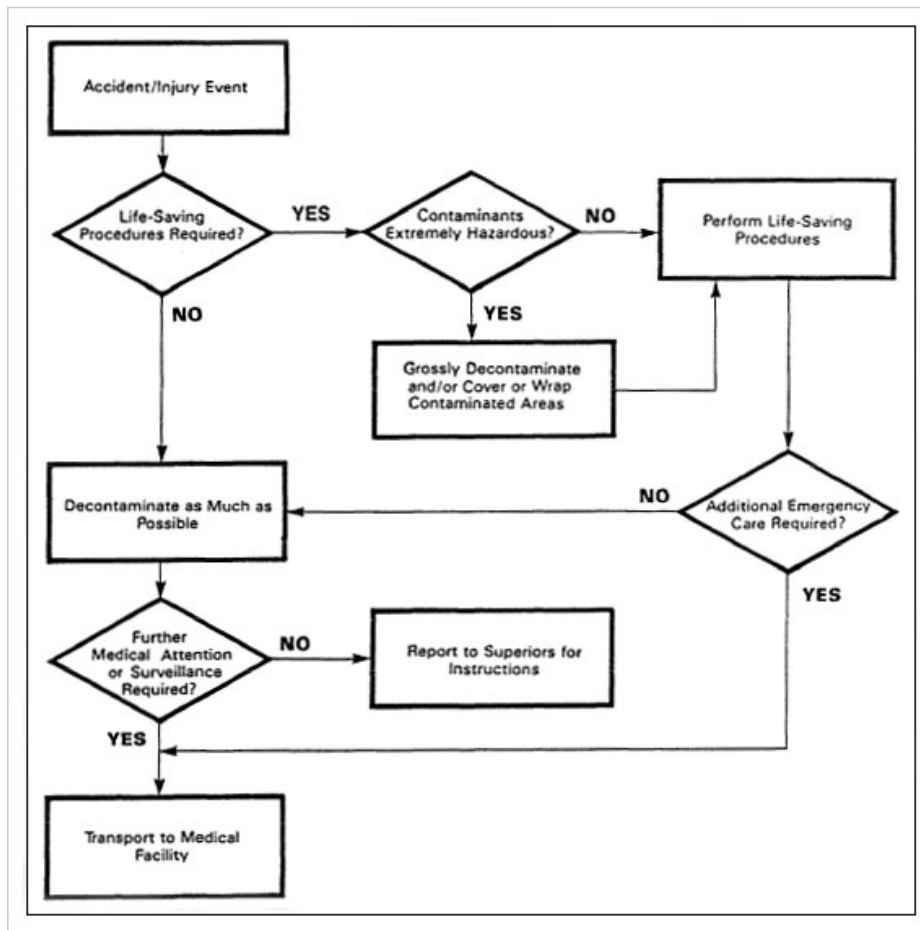 Accident/Injury Event
Life-Saving
Procedures Required?
YES
Contaminants
Extremely Hazardous?
NO
Perform Life-Saving
Procedures
NO
YES
Grossly Decontaminate
and/or Cover or Wrap
Contaminated Areas
Decontaminate as Much as
Possible
NO
Additional Emergency
Care Required?
YES
Further
Medical Attention
or Surveillance
Required?
NO
Report to Superiors for
Instructions
YES
Transport to Medical
Facility